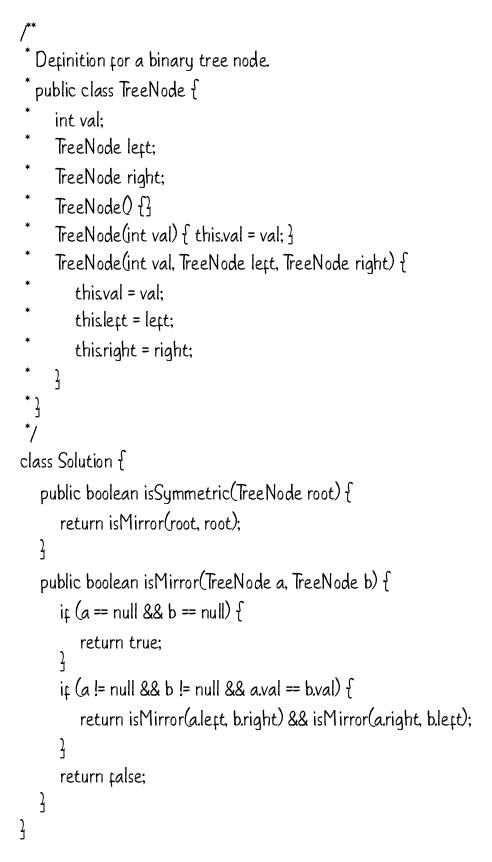 /**
 * Definition for a binary tree node.
 * public class TreeNode {
 *     int val;
 *     TreeNode left;
 *     TreeNode right;
 *     TreeNode() {}
 *     TreeNode(int val) { this.val = val; }
 *     TreeNode(int val, TreeNode left, TreeNode right) {
 *         this.val = val;
 *         this.left = left;
 *         this.right = right;
 *     }
 * }
 */
class Solution {
    public boolean isSymmetric(TreeNode root) {
        return isMirror(root, root);
    }
    public boolean isMirror(TreeNode a, TreeNode b) {
        if (a == null && b == null) {
            return true;
        }
        if (a != null && b != null && a.val == b.val) {
            return isMirror(a.left, b.right) && isMirror(a.right, b.left);
        }
        return false;
    }
}